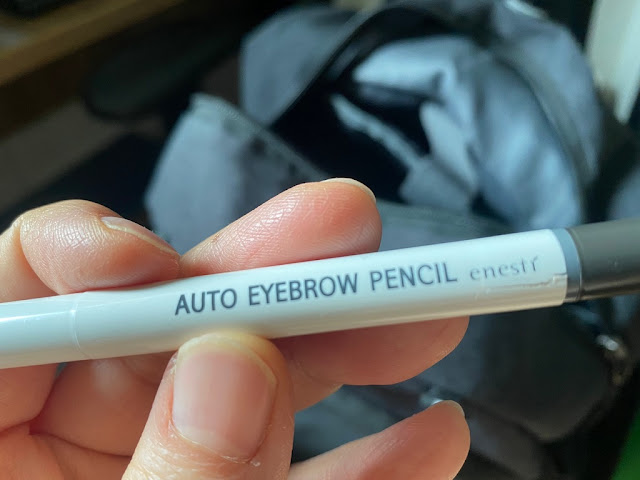 AUTO EYEBROW PENCIL enesti